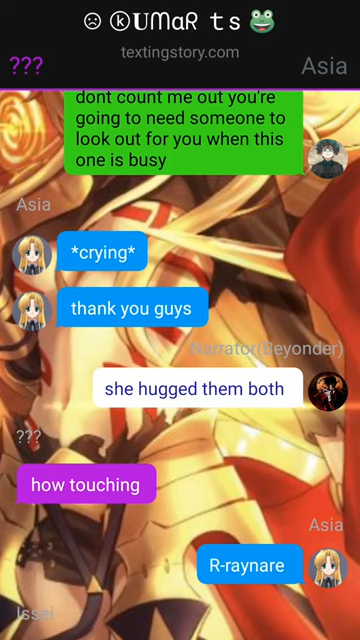 ☹ ⓚ𝐔ᗰαᖇ t s 🐸
textingstory.com
??? Asia
dont count me out you're
going to need someone to
look out for you when this
one is busy
Asia
*crying*
thank you guys
Narrator(Beyonder)
she hugged them both
???
how touching
Asia
R-raynare
Issei